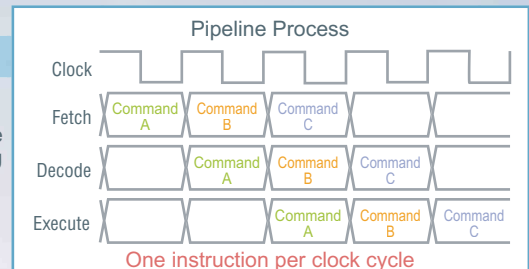 Pipeline Process
Clock
Fetch
Command
A
Command
B
Command
C
Decode
Command
A
Command
B
Command
C
Execute
Command
A
Command
B
Command
C
One instruction per clock cycle